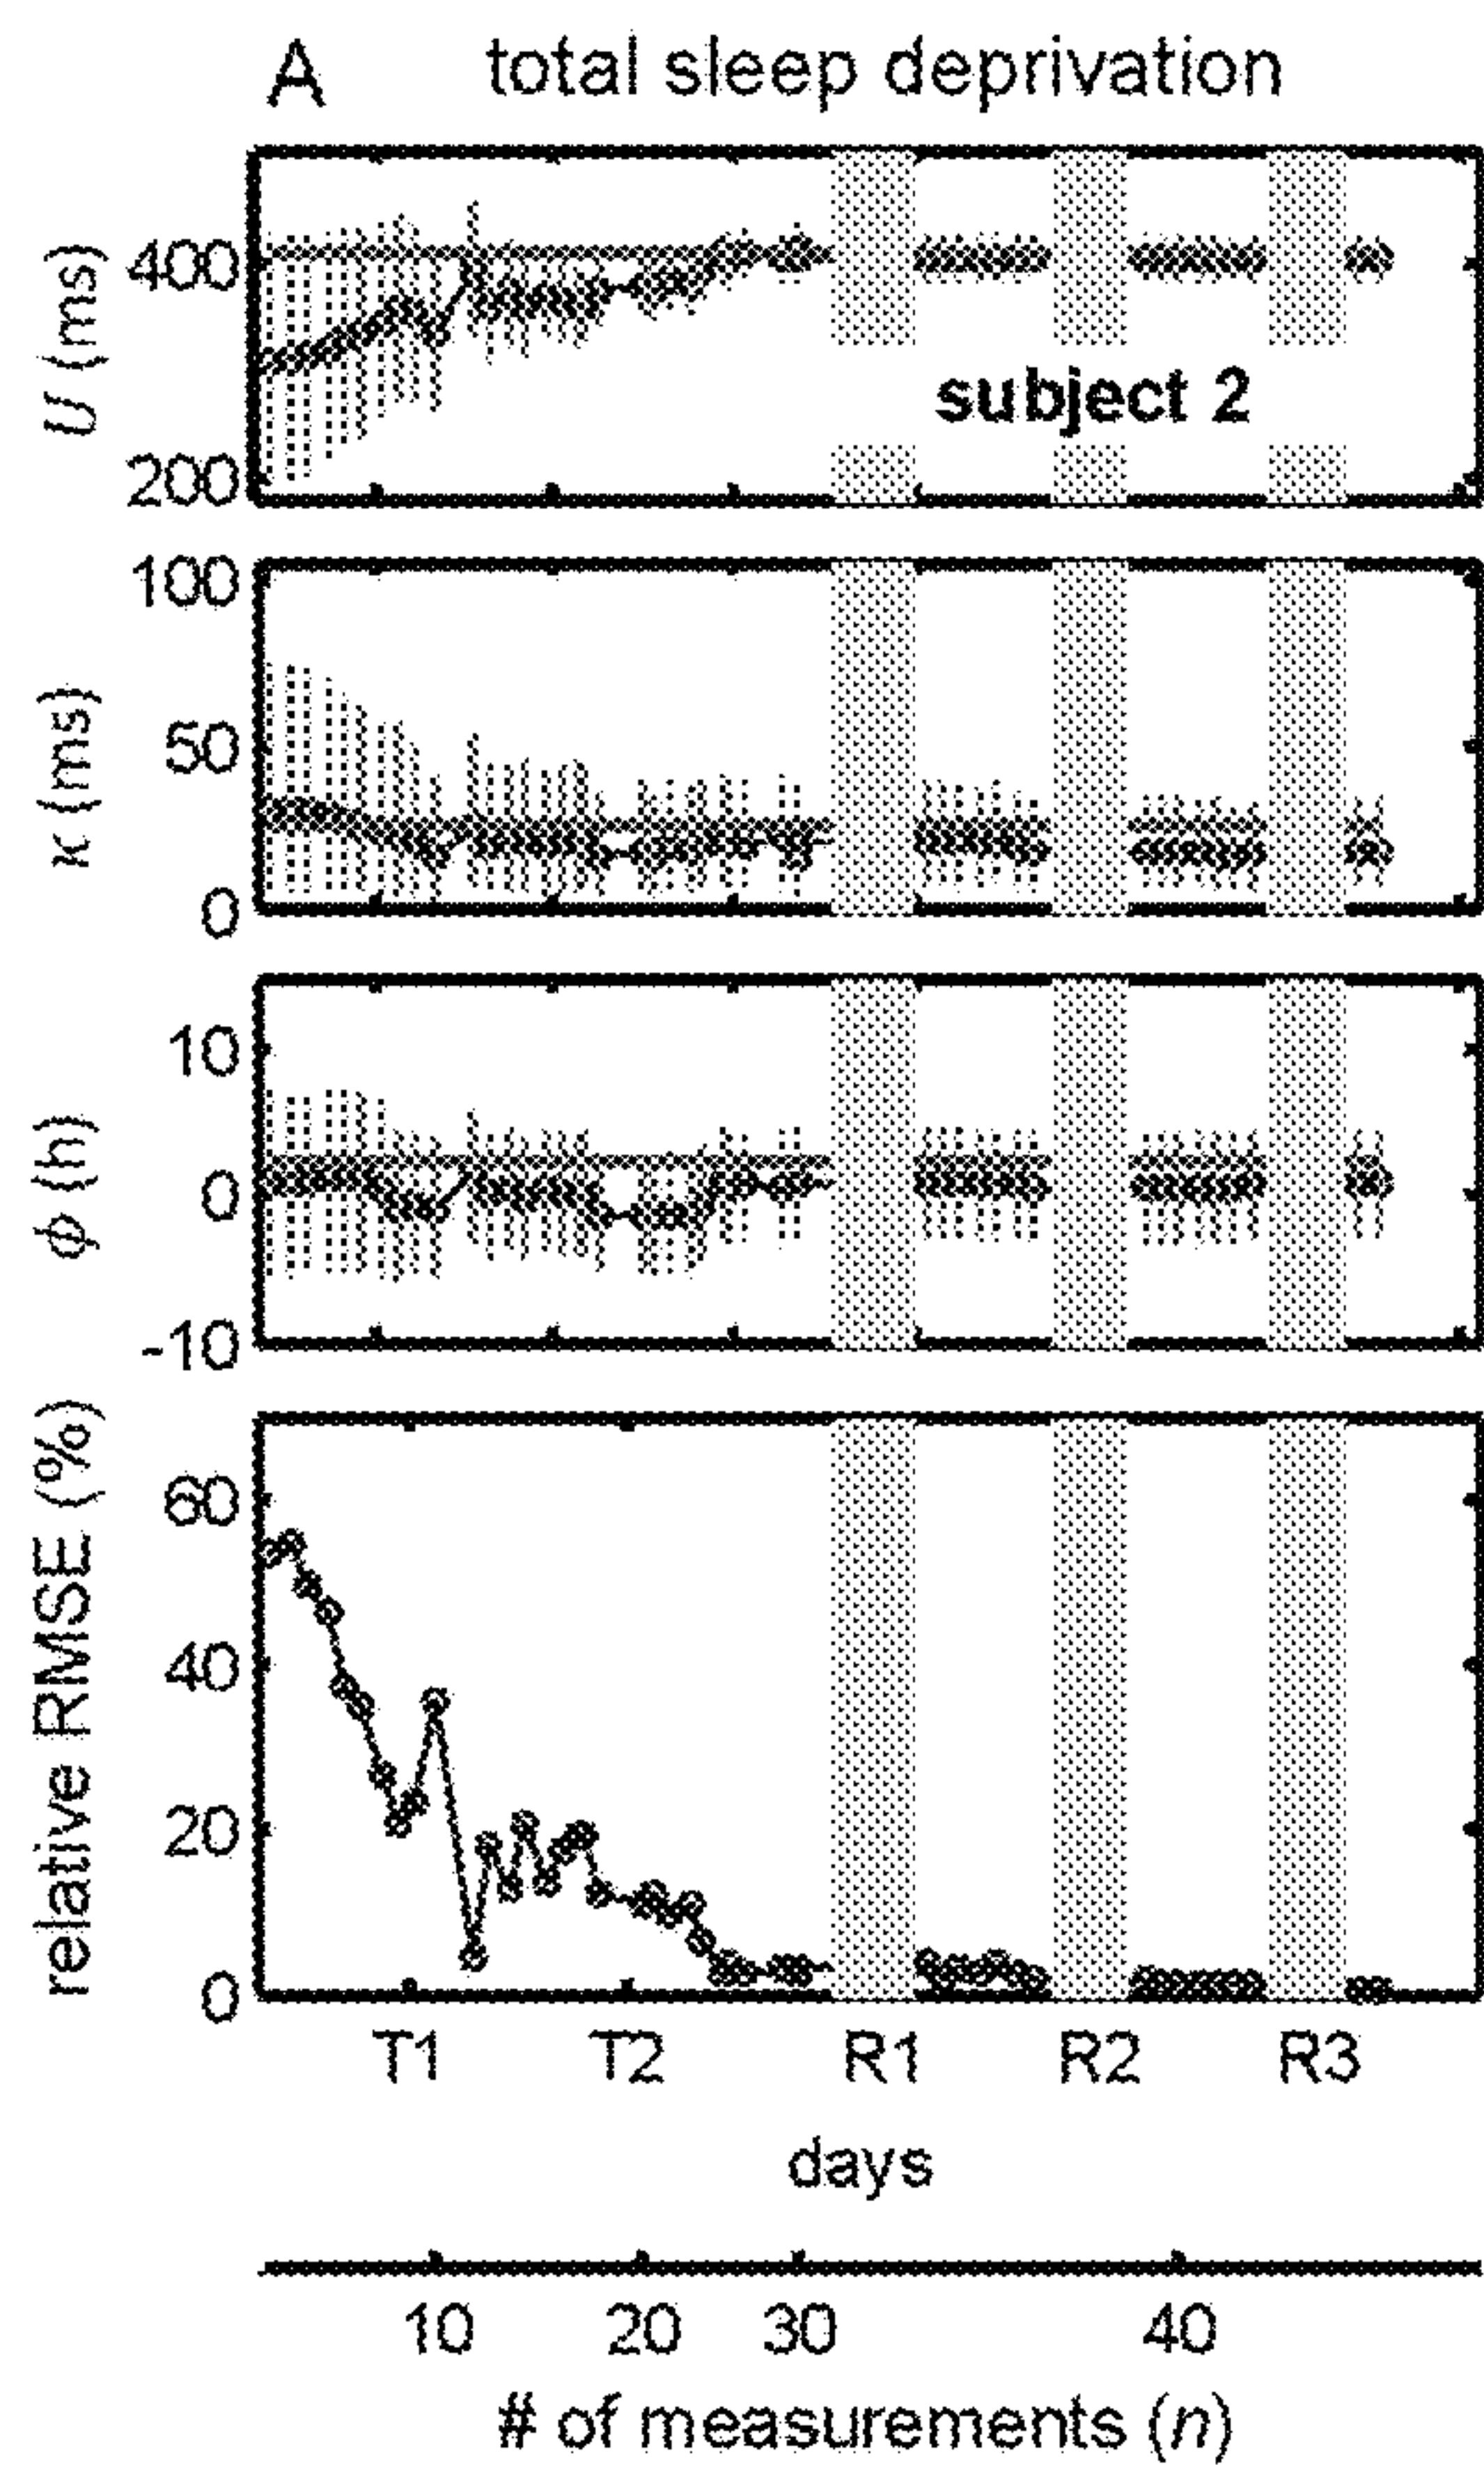 A total sleep deprivation
U (ms)
400
200
subject 2
κ (ms)
100
50
0
ϕ (h)
10
0
-10
relative RMSE (%)
60
40
20
0
T1 T2 R1 R2 R3
days
10 20 30 40
# of measurements (n)